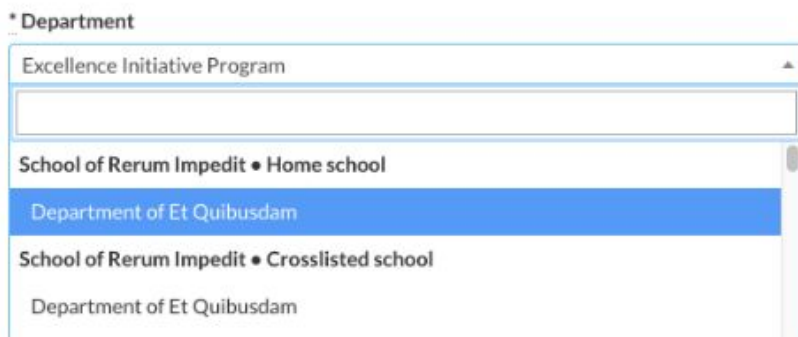 * Department
Excellence Initiative Program
School of Rerum Impedit ● Home school
Department of Et Quibusdam
School of Rerum Impedit ● Crosslisted school
Department of Et Quibusdam